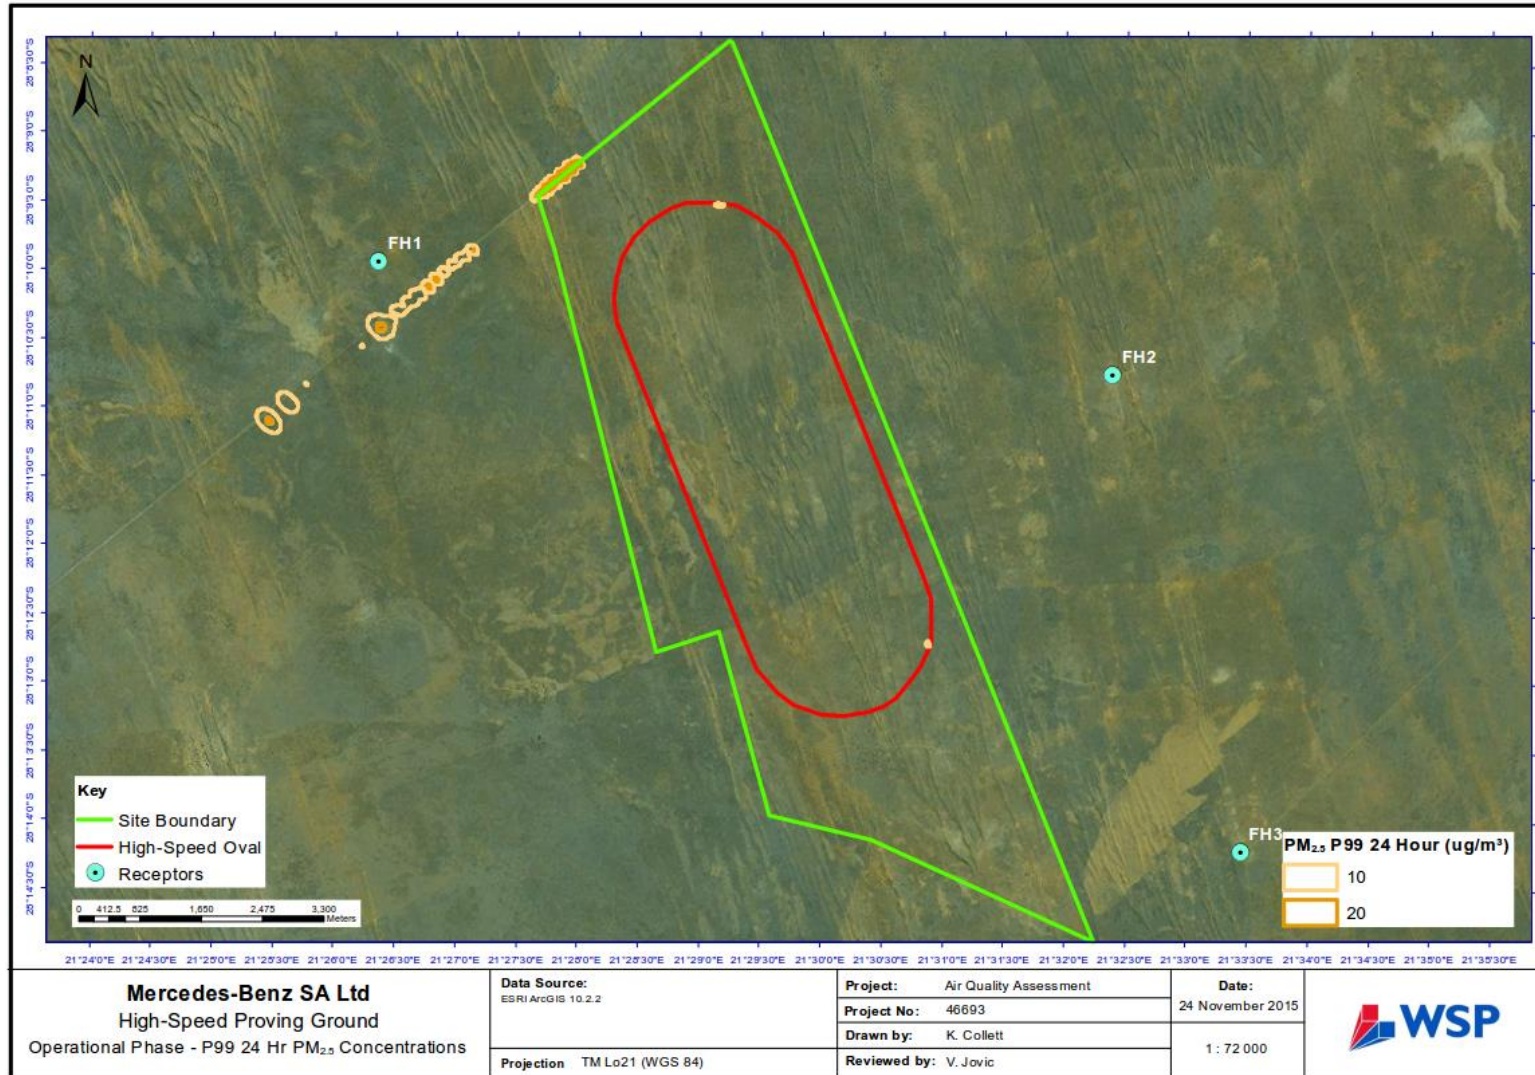 N
FH1
FH2
FH3
Key
Site Boundary
High-Speed Oval
Receptors
0 412.5 825 1,650 2,475 3,300
Meters
PM2.5 P99 24 Hour (ug/m³)
10
20
21°24'0"E 21°24'30"E 21°25'0"E 21°25'30"E 21°26'0"E 21°26'30"E 21°27'0"E 21°27'30"E 21°28'0"E 21°28'30"E 21°29'0"E 21°29'30"E 21°30'0"E 21°30'30"E 21°31'0"E 21°31'30"E 21°32'0"E 21°32'30"E 21°33'0"E 21°33'30"E 21°34'0"E 21°34'30"E 21°35'0"E 21°35'30"E
Mercedes-Benz SA Ltd
High-Speed Proving Ground
Operational Phase - P99 24 Hr PM2.5 Concentrations
Data Source:
ESRI ArcGIS 10.2.2
Projection TM Lo21 (WGS 84)
Project: Air Quality Assessment
Project No: 46693
Drawn by: K. Collett
Reviewed by: V. Jovic
Date:
24 November 2015
1 : 72 000
WSP